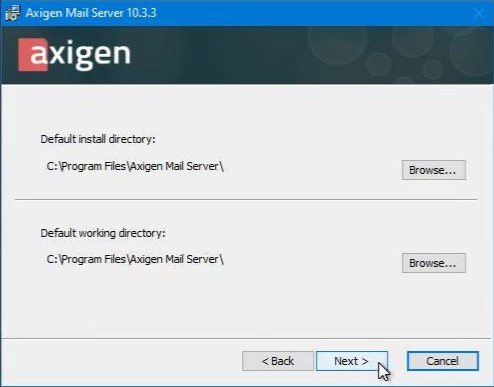 Axigen Mail Server 10.3.3
axigen
Default install directory:
C:\Program Files\Axigen Mail Server\
Browse...
Default working directory:
C:\Program Files\Axigen Mail Server\
Browse...
< Back
Next >
Cancel